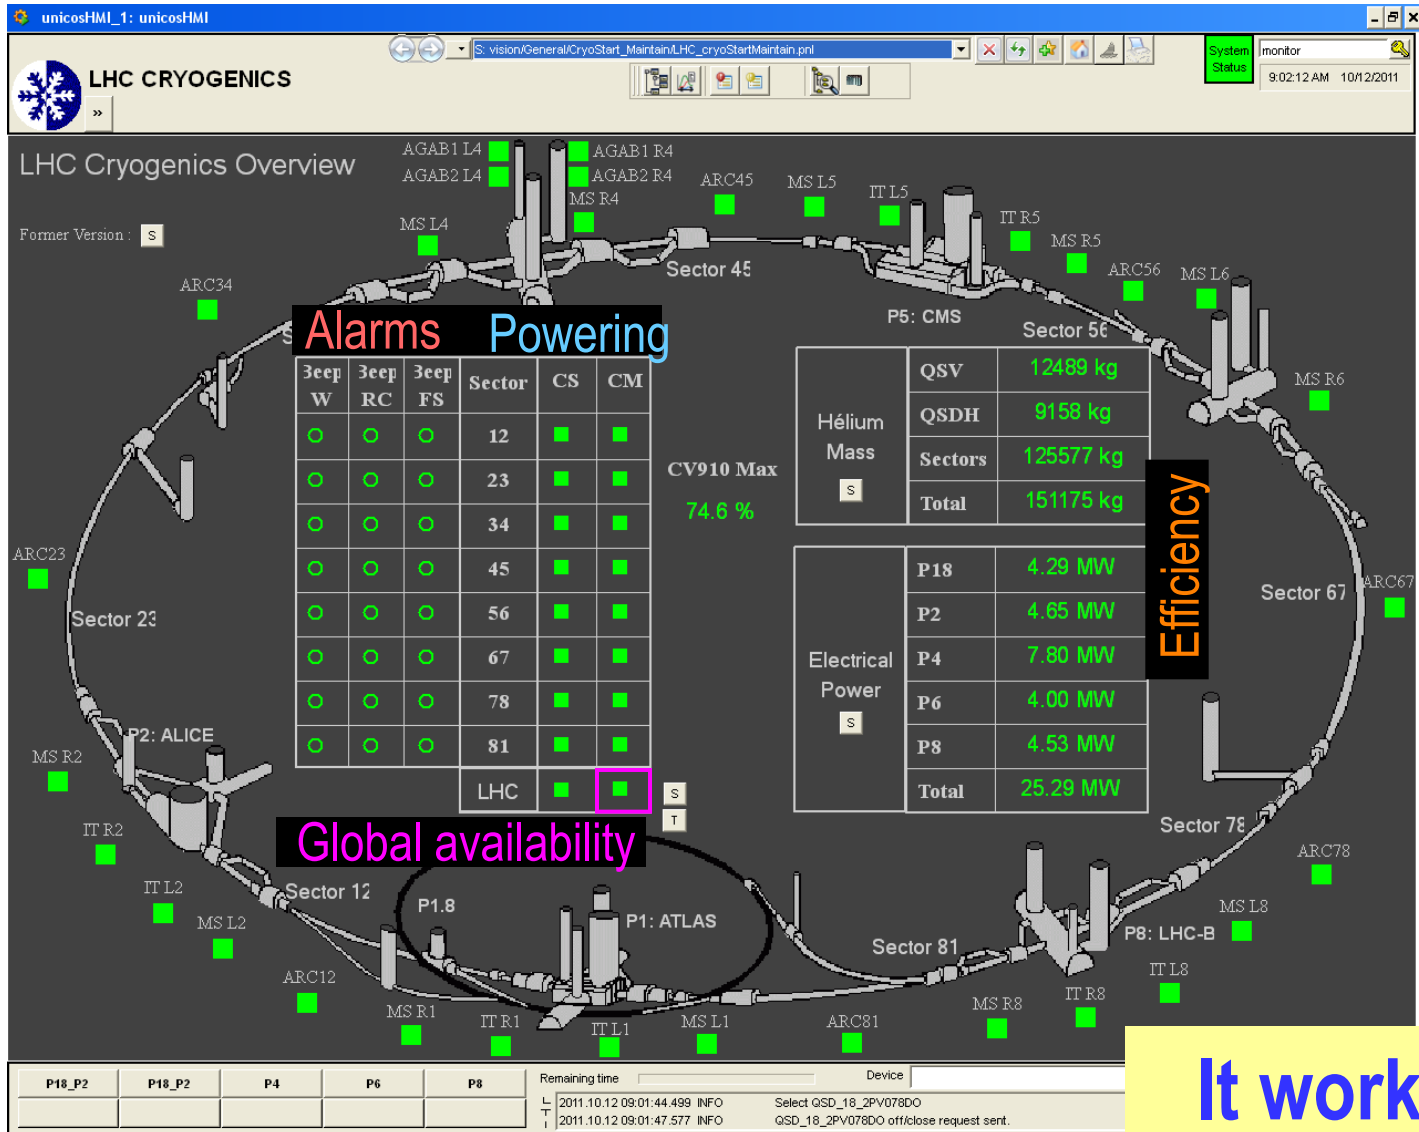 unicosHMI_1: unicosHMI
LHC CRYOGENICS
»
S: vision/General/CryoStart_Maintain/LHC_cryoStartMaintain.pnl
System
Status
monitor
9:02:12 AM 10/12/2011
LHC Cryogenics Overview
Former Version : S
AGAB1 L4
AGAB1 R4
AGAB2 L4
AGAB2 R4
MS R4
MS L4
ARC45
MS L5
IT L5
IT R5
MS R5
ARC56
MS L6
MS R6
ARC34
Sector 45
P5: CMS
Sector 56
Alarms Powering
Beep W Beep RC Beep FS Sector CS CM
12
23
34
45
56
67
78
81
LHC
S
T
CV910 Max
74.6 %
Hélium
Mass
S
QSV 12489 kg
QSDH 9158 kg
Sectors 125577 kg
Total 151175 kg
Electrical
Power
S
P18 4.29 MW
P2 4.65 MW
P4 7.80 MW
P6 4.00 MW
P8 4.53 MW
Total 25.29 MW
Efficiency
Global availability
ARC23
Sector 23
Sector 67
ARC67
P2: ALICE
MS R2
IT R2
IT L2
MS L2
Sector 12
ARC12
P1.8
P1: ATLAS
MS R1
IT R1
IT L1
MS L1
ARC81
Sector 81
MS R8
IT R8
IT L8
P8: LHC-B
MS L8
ARC78
Sector 78
P18_P2 P18_P2 P4 P6 P8
Remaining time
Device
2011.10.12 09:01:44.499 INFO Select QSD_18_2PV078DO
2011.10.12 09:01:47.577 INFO QSD_18_2PV078DO off/close request sent.
It work